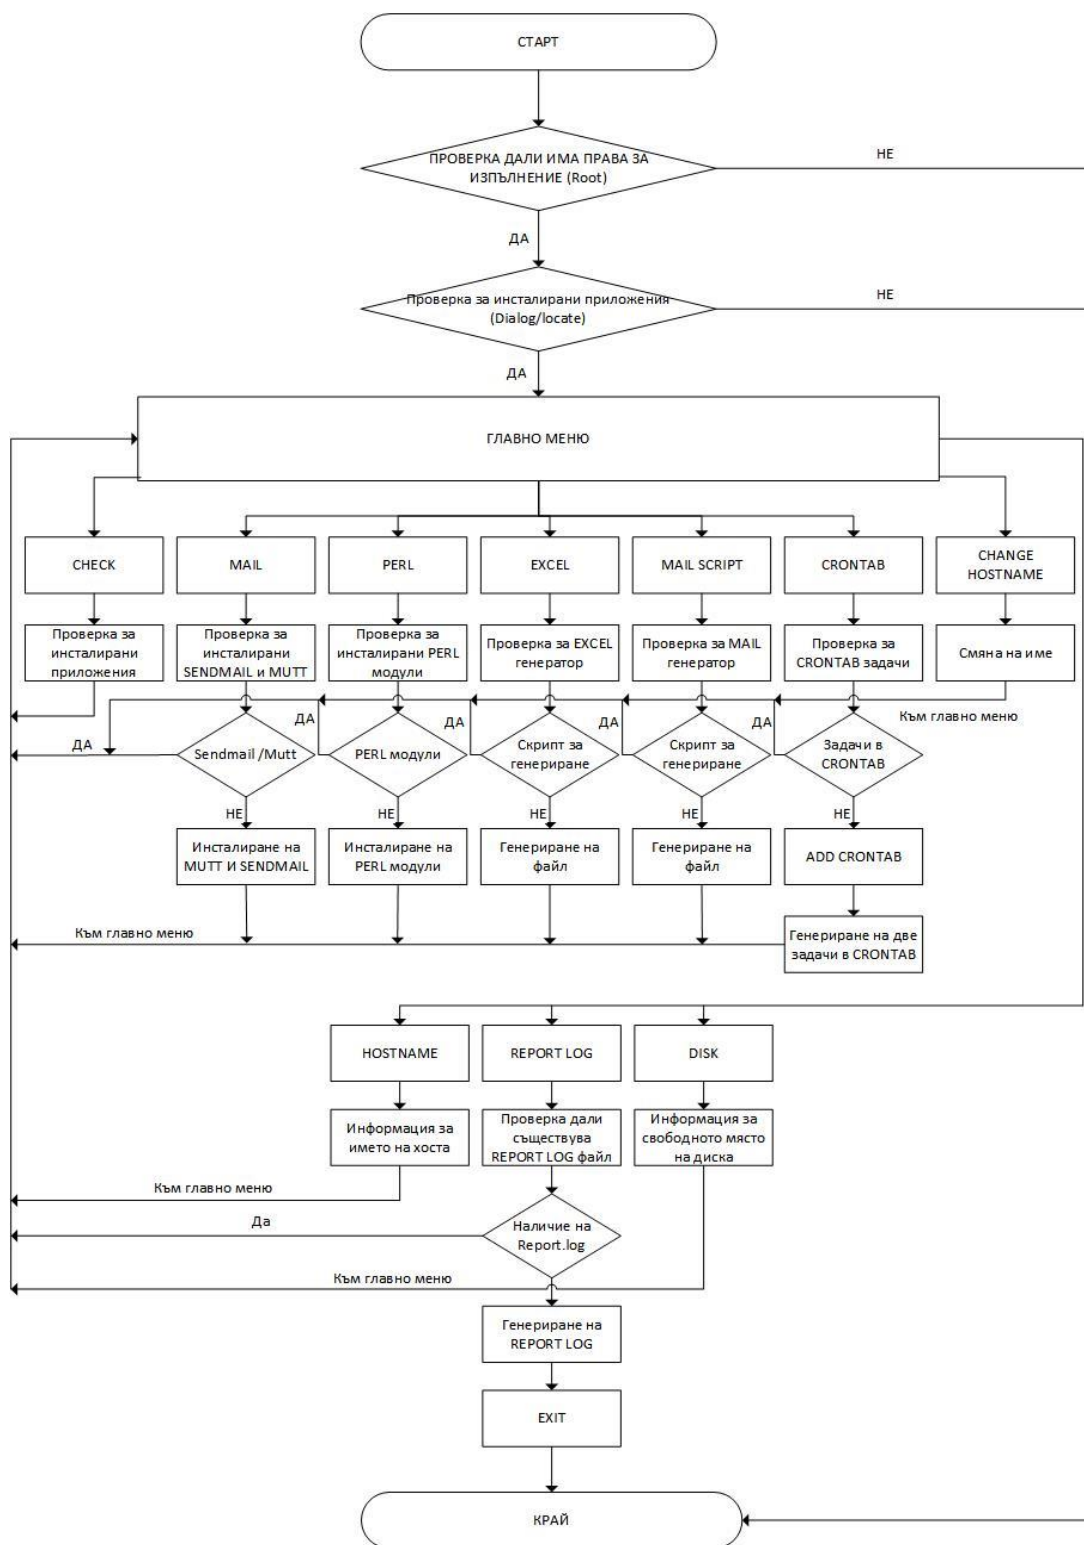 СТАРТ
ПРОВЕРКА ДАЛИ ИМА ПРАВА ЗА
ИЗПЪЛНЕНИЕ (Root)
НЕ
ДА
Проверка за инсталирани приложения
(Dialog/locate)
НЕ
ДА
ГЛАВНО МЕНЮ
CHECK
MAIL
PERL
EXCEL
MAIL SCRIPT
CRONTAB
CHANGE
HOSTNAME
Проверка за
инсталирани
приложения
Проверка за
инсталирани
SENDMAIL и MUTT
Проверка за
инсталирани PERL
модули
Проверка за EXCEL
генератор
Проверка за MAIL
генератор
Проверка за
CRONTAB задачи
Смяна на име
Към главно меню
ДА
Sendmail /Mutt
ДА
PERL модули
ДА
Скрипт за
генериране
ДА
Скрипт за
генериране
ДА
Задачи в
CRONTAB
НЕ
НЕ
НЕ
НЕ
НЕ
Инсталиране на
MUTT И SENDMAIL
Инсталиране на
PERL модули
Генериране на
файл
Генериране на
файл
ADD CRONTAB
Към главно меню
Генериране на две
задачи в CRONTAB
HOSTNAME
REPORT LOG
DISK
Информация за
името на хоста
Проверка дали
съществува
REPORT LOG файл
Информация за
свободното място
на диска
Към главно меню
Да
Наличие на
Report.log
Към главно меню
Генериране на
REPORT LOG
EXIT
КРАЙ